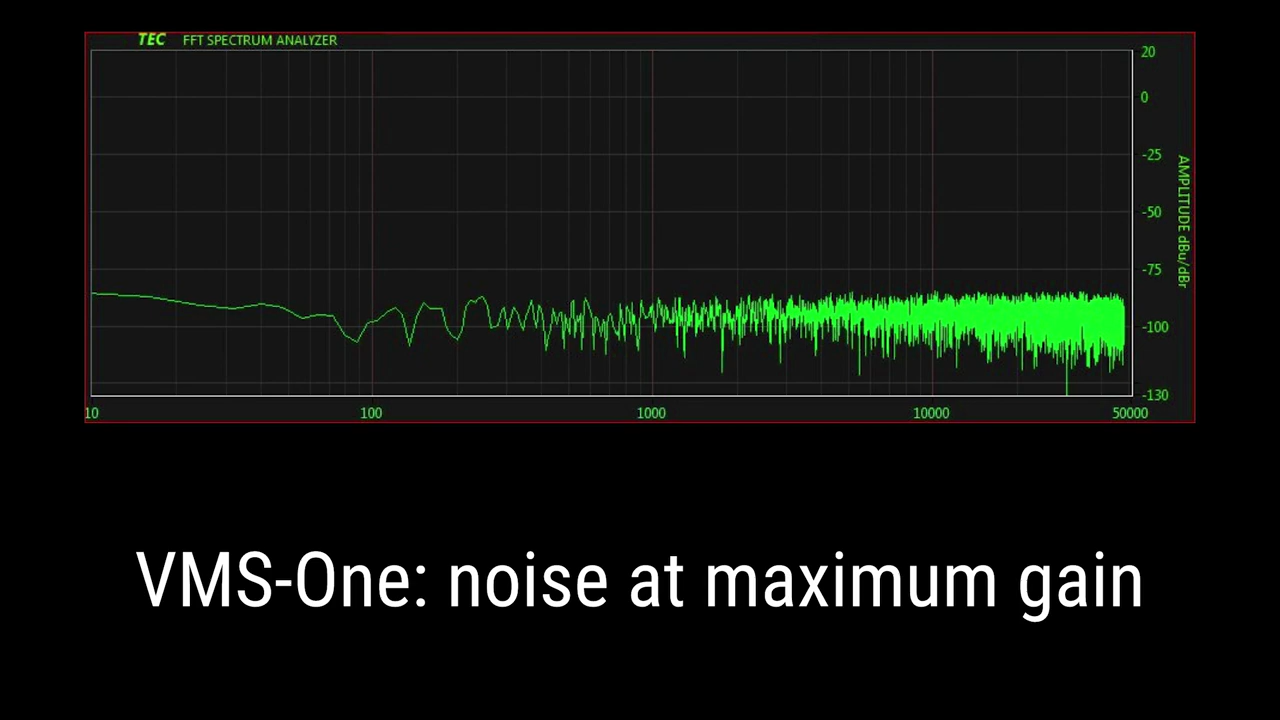 TEC FFT SPECTRUM ANALYZER
20
0
-25
-50
-75
-100
-130
AMPLITUDE dBu/dBr
10 100 1000 10000 50000
VMS-One: noise at maximum gain